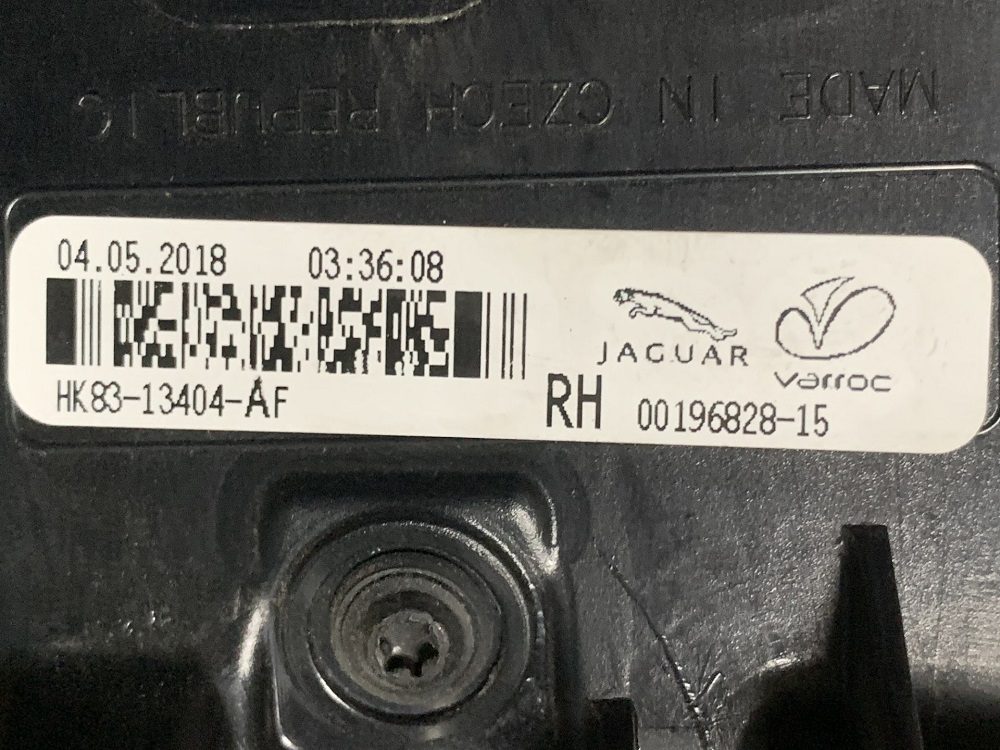 MADE IN CZECH REPUBLIC
04.05.2018 03:36:08
JAGUAR
varroc
HK83-13404-AF
RH 00196828-15